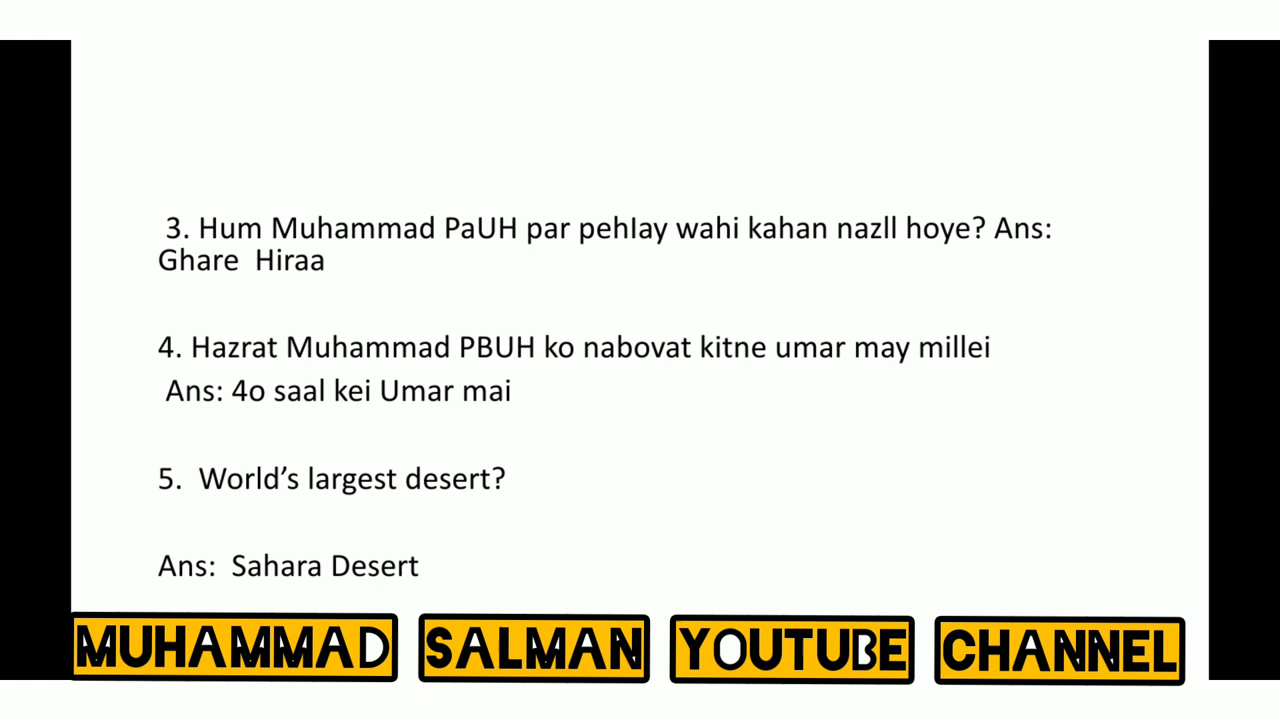 3. Hum Muhammad PaUH par pehlay wahi kahan nazll hoye? Ans:
Ghare Hiraa
4. Hazrat Muhammad PBUH ko nabovat kitne umar may millei
Ans: 4o saal kei Umar mai
5. World’s largest desert?
Ans: Sahara Desert
MUHAMMAD SALMAN YOUTUBE CHANNEL